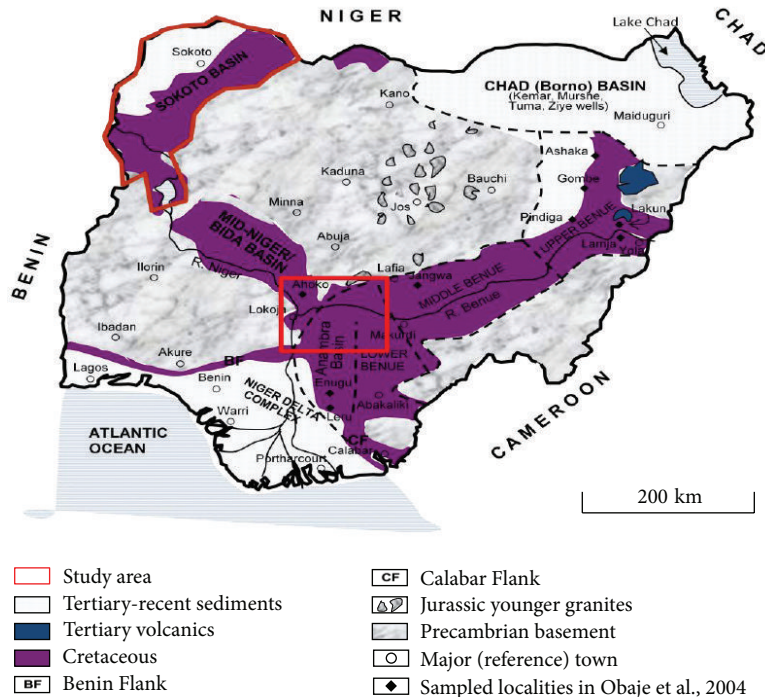 NIGER
CHAD
Lake Chad
Sokoto
SOKOTO BASIN
Kano
CHAD (Borno) BASIN
(Kemar, Murshe,
Tuma, Ziye wells)
Maiduguri
Ashaka
Gombe
Kaduna
Bauchi
Jos
Minna
Pindiga
Lakun
Abuja
MID-NIGER/
BIDA BASIN
UPPER BENUE
Lamja
Yola
BENIN
Ilorin
R. Niger
Lafia
Jangwa
MIDDLE BENUE
R. Benue
Ahoko
Lokoja
Makurdi
Ibadan
Akure
BF
Anambra
Basin
LOWER
BENUE
Lagos
Benin
Enugu
Abakaliki
NIGER DELTA
COMPLEX
Warri
Leru
CAMEROON
ATLANTIC
OCEAN
CF
Calabar
Portharcourt
200 km
Study area
Tertiary-recent sediments
Tertiary volcanics
Cretaceous
BF Benin Flank
CF Calabar Flank
Jurassic younger granites
Precambrian basement
Major (reference) town
Sampled localities in Obaje et al., 2004